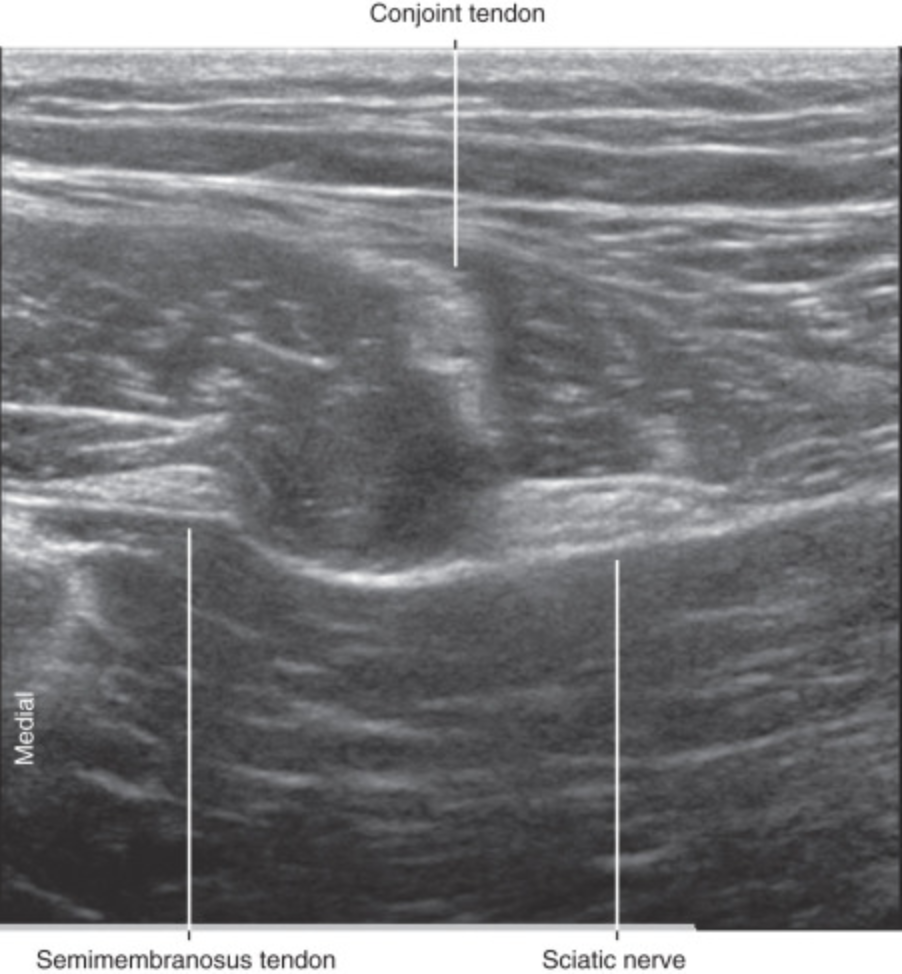 Conjoint tendon
Medial
Semimembranosus tendon
Sciatic nerve